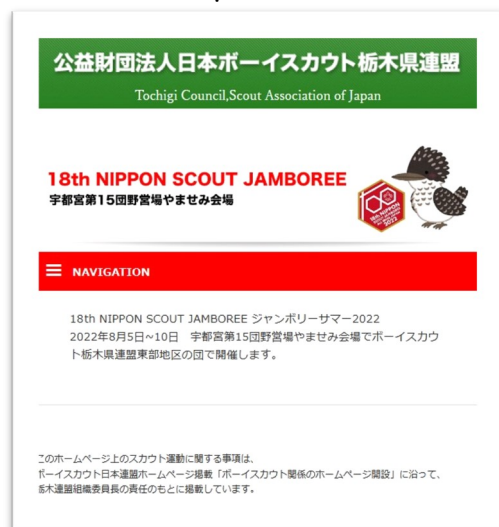 公益財団法人日本ボーイスカウト栃木県連盟
Tochigi Council,Scout Association of Japan
18th NIPPON SCOUT JAMBOREE
宇都宮第15団野営場やませみ会場
NAVIGATION
18th NIPPON SCOUT JAMBOREE ジャンボリーサマー2022
2022年8月5日~10日　宇都宮第15団野営場やませみ会場でボーイスカウ
ト栃木県連盟東部地区の団で開催します。
このホームページ上のスカウト運動に関する事項は、
ボーイスカウト日本連盟ホームページ掲載「ボーイスカウト関係のホームページ開設」に沿って、
栃木連盟組織委員長の責任のもとに掲載しています。